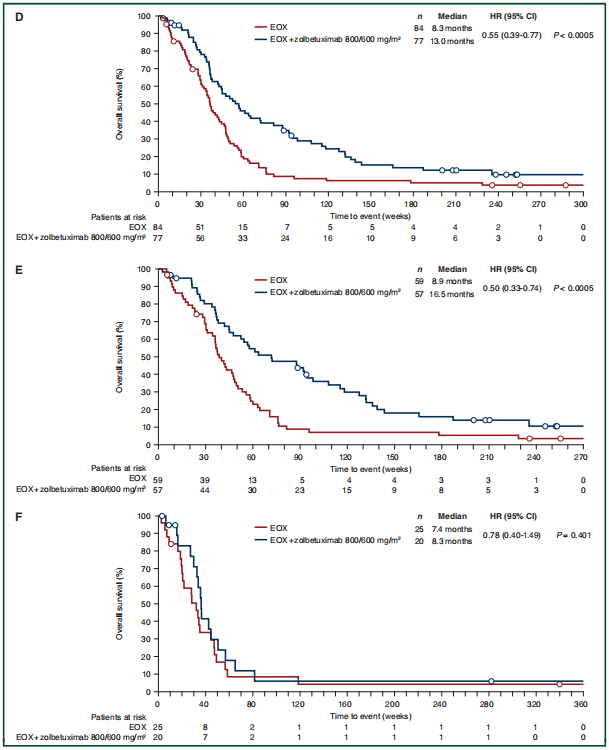 D
n Median HR (95% CI)
EOX 84 8.3 months 0.55 (0.39-0.77) P < 0.0005
EOX+zolbetuximab 800/600 mg/m² 77 13.0 months
Overall survival (%)
100
90
80
70
60
50
40
30
20
10
0
0 30 60 90 120 150 180 210 240 270 300
Patients at risk Time to event (weeks)
EOX 84 51 15 7 5 5 4 4 2 1 0
EOX+zolbetuximab 800/600 mg/m² 77 56 33 24 16 10 9 6 3 0 0
E
n Median HR (95% CI)
EOX 59 8.9 months 0.50 (0.33-0.74) P < 0.0005
EOX+zolbetuximab 800/600 mg/m² 57 16.5 months
Overall survival (%)
100
90
80
70
60
50
40
30
20
10
0
0 30 60 90 120 150 180 210 240 270
Patients at risk Time to event (weeks)
EOX 59 39 13 5 4 4 3 3 1 0
EOX+zolbetuximab 800/600 mg/m² 57 44 30 23 15 9 8 5 3 0
F
n Median HR (95% CI)
EOX 25 7.4 months 0.78 (0.40-1.49) P = 0.401
EOX+zolbetuximab 800/600 mg/m² 20 8.3 months
Overall survival (%)
100
90
80
70
60
50
40
30
20
10
0
0 40 80 120 160 200 240 280 320 360
Patients at risk Time to event (weeks)
EOX 25 8 2 1 1 1 1 1 1 0
EOX+zolbetuximab 800/600 mg/m² 20 7 2 1 1 1 1 1 0 0